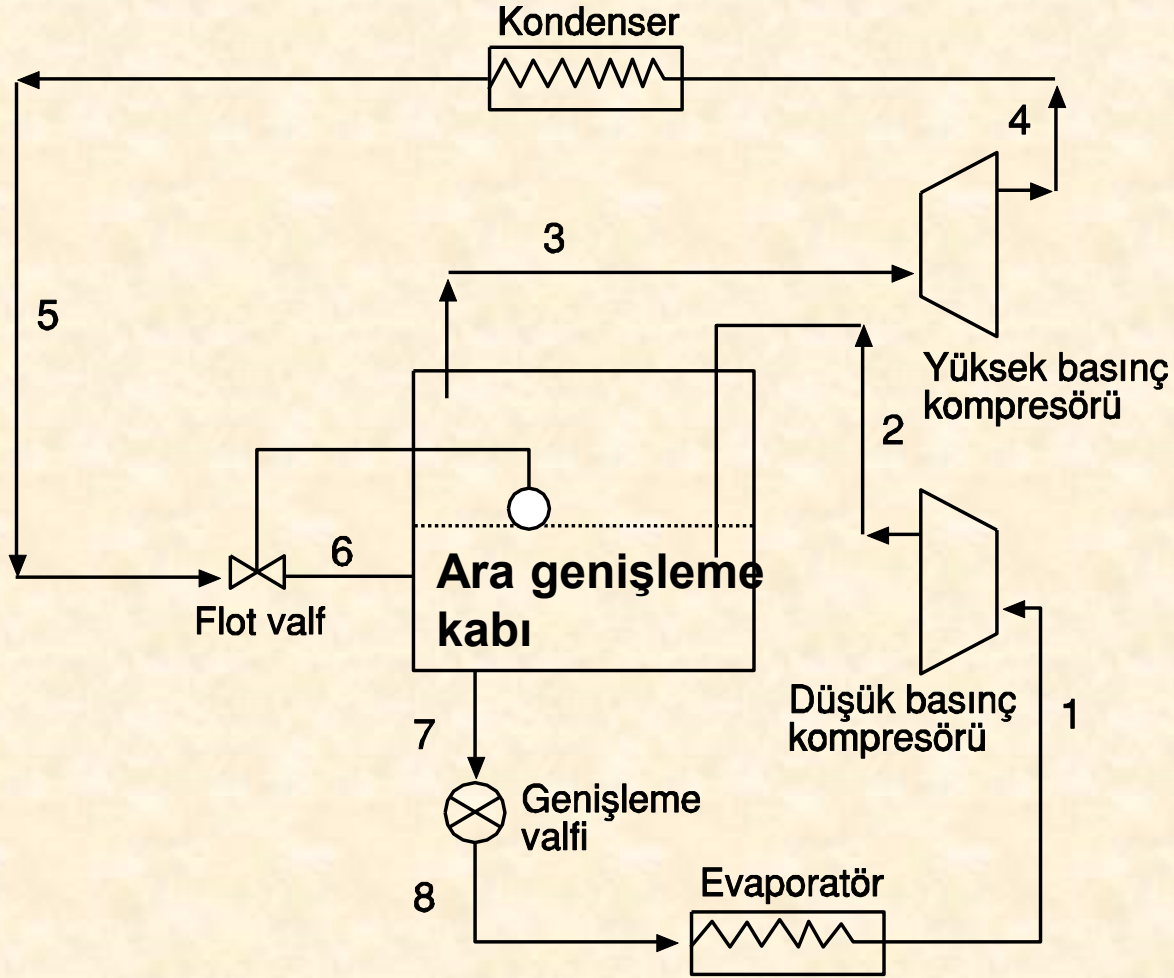 Kondenser
4
3
5
Yüksek basınç
kompresörü
2
6
Ara genişleme
kabı
Flot valf
Düşük basınç
kompresörü
1
7
Genişleme
valfi
8
Evaporatör